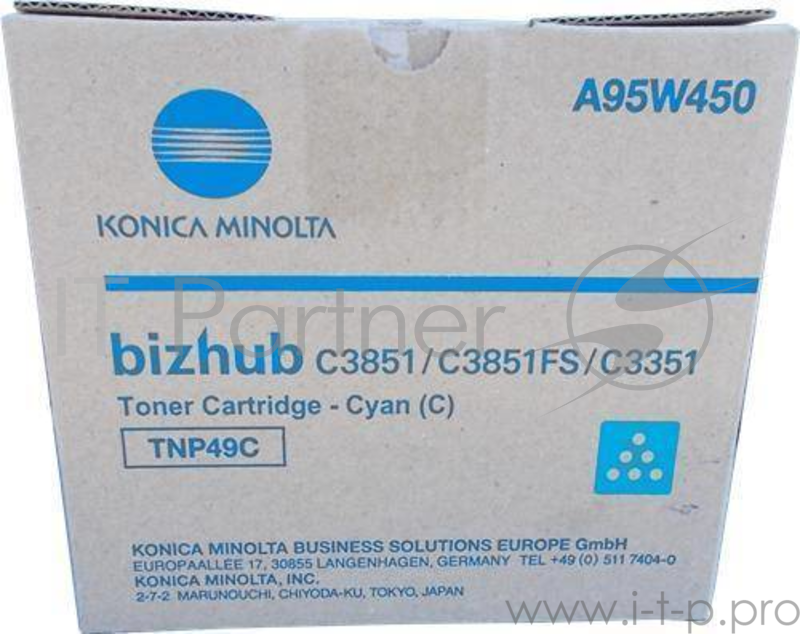 A95W450
KONICA MINOLTA
IT Partner
bizhub C3851/C3851FS/C3351
Toner Cartridge - Cyan (C)
TNP49C
KONICA MINOLTA BUSINESS SOLUTIONS EUROPE GmbH
EUROPAALLEE 17, 30855 LANGENHAGEN, GERMANY TEL +49 (0) 511 7404-0
KONICA MINOLTA, INC.
2-7-2 MARUNOUCHI, CHIYODA-KU, TOKYO, JAPAN
www.i-t-p.pro